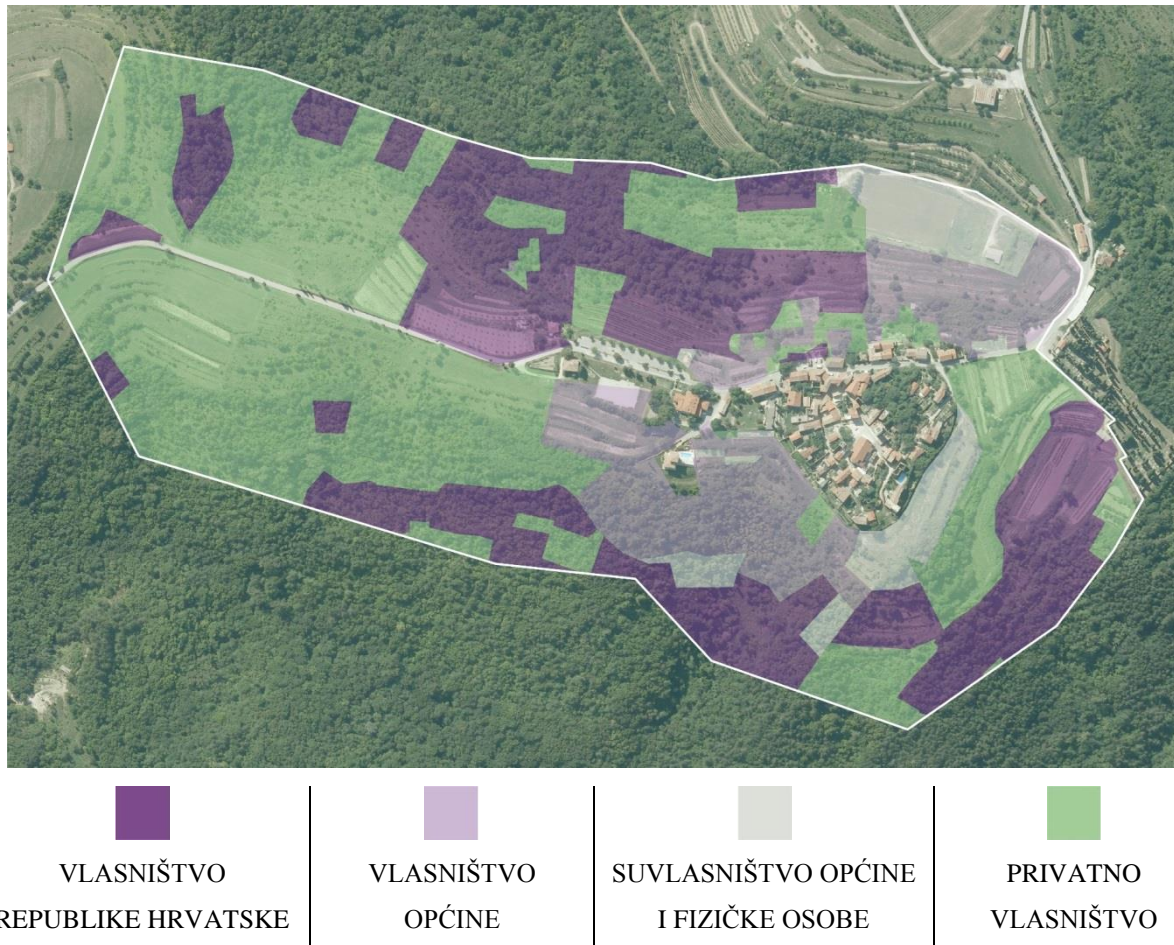 VLASNIŠTVO
REPUBLIKE HRVATSKE
VLASNIŠTVO
OPĆINE
SUVLASNIŠTVO OPĆINE
I FIZIČKE OSOBE
PRIVATNO
VLASNIŠTVO